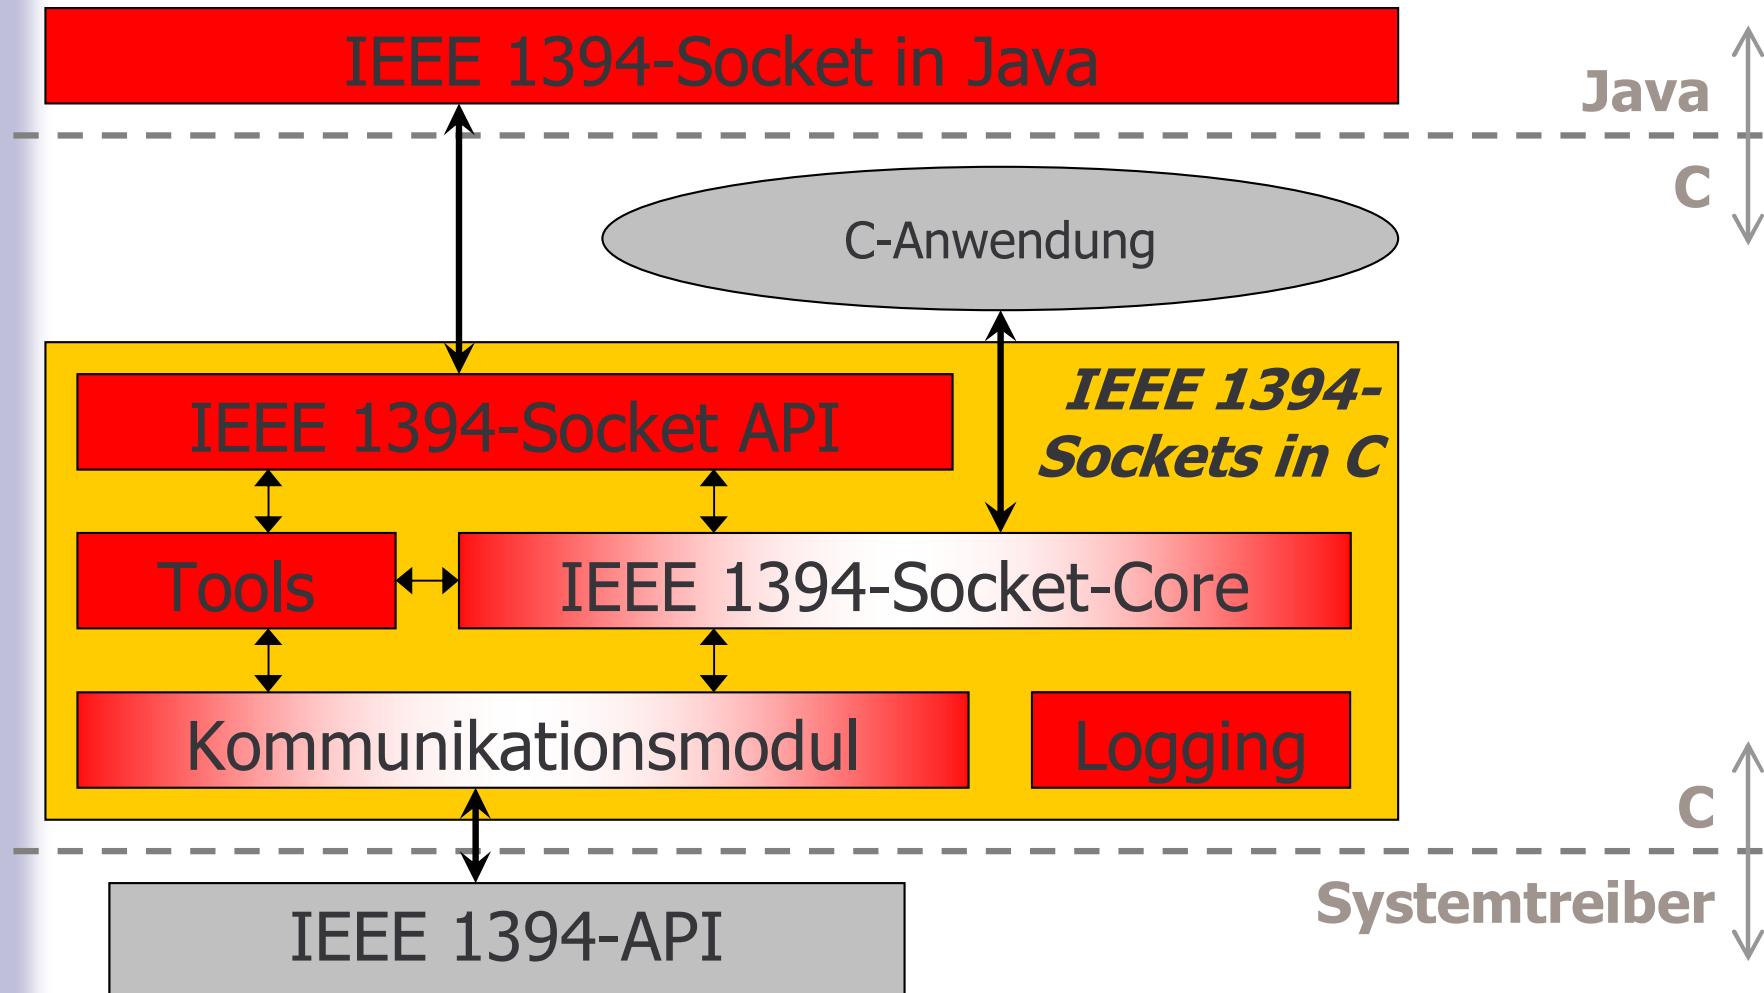 IEEE 1394-Socket in Java
Java
C
C-Anwendung
IEEE 1394-
Sockets in C
IEEE 1394-Socket API
Tools
IEEE 1394-Socket-Core
Kommunikationsmodul
Logging
C
Systemtreiber
IEEE 1394-API